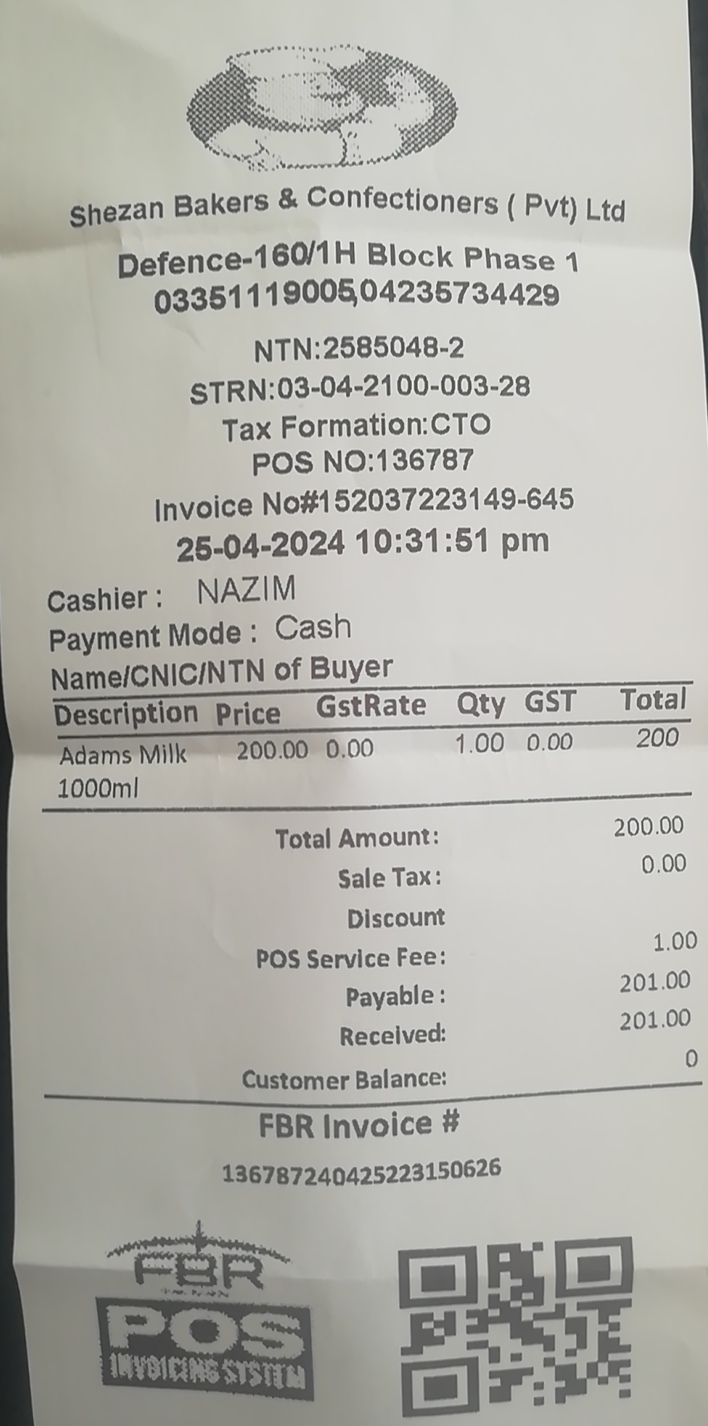 Shezan Bakers & Confectioners ( Pvt) Ltd
Defence-160/1H Block Phase 1
03351119005,04235734429
NTN:2585048-2
STRN:03-04-2100-003-28
Tax Formation:CTO
POS NO:136787
Invoice No#152037223149-645
25-04-2024 10:31:51 pm
Cashier : NAZIM
Payment Mode : Cash
Name/CNIC/NTN of Buyer
Description Price GstRate Qty GST Total
Adams Milk 200.00 0.00 1.00 0.00 200
1000ml
Total Amount: 200.00
Sale Tax: 0.00
Discount
POS Service Fee: 1.00
Payable : 201.00
Received: 201.00
Customer Balance: 0
FBR Invoice #
136787240425223150626
FBR
POS
INVOICING SYSTEM